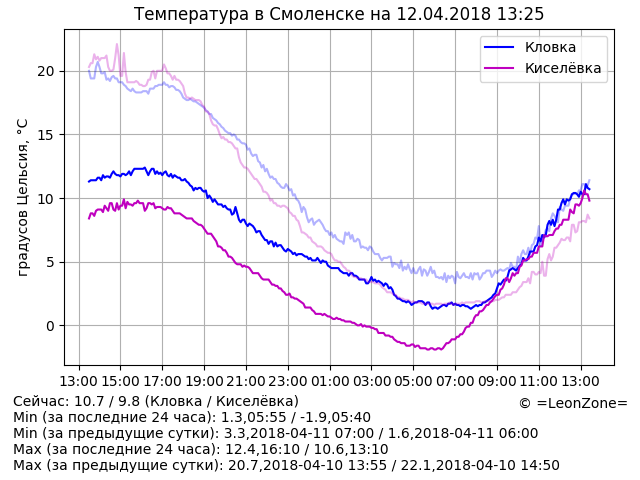 Температура в Смоленске на 12.04.2018 13:25
Кловка
Киселёвка
градусов Цельсия, °C
20
15
10
5
0
13:00 15:00 17:00 19:00 21:00 23:00 01:00 03:00 05:00 07:00 09:00 11:00 13:00
Сейчас: 10.7 / 9.8 (Кловка / Киселёвка)
© =LeonZone=
Min (за последние 24 часа): 1.3,05:55 / -1.9,05:40
Min (за предыдущие сутки): 3.3,2018-04-11 07:00 / 1.6,2018-04-11 06:00
Max (за последние 24 часа): 12.4,16:10 / 10.6,13:10
Max (за предыдущие сутки): 20.7,2018-04-10 13:55 / 22.1,2018-04-10 14:50